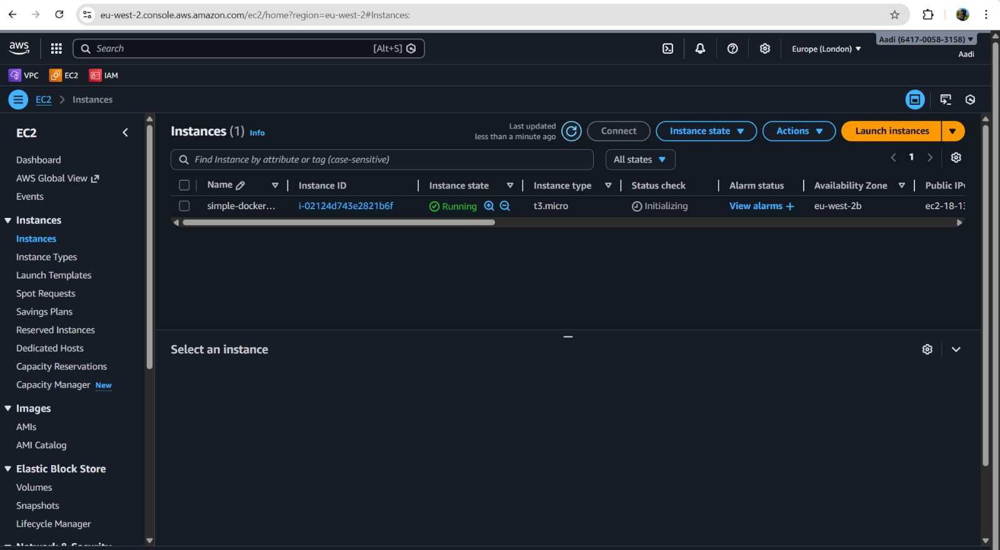 eu-west-2.console.aws.amazon.com/ec2/home?region=eu-west-2#Instances:
aws
Search
[Alt+S]
Europe (London)
Aadi (6417-0058-3158)
Aadi
VPC
EC2
IAM
EC2
Instances
EC2
Dashboard
AWS Global View
Events
Instances
Instances
Instance Types
Launch Templates
Spot Requests
Savings Plans
Reserved Instances
Dedicated Hosts
Capacity Reservations
Capacity Manager New
Images
AMIs
AMI Catalog
Elastic Block Store
Volumes
Snapshots
Lifecycle Manager
Network & Security
Instances (1) Info
Last updated
less than a minute ago
Connect
Instance state
Actions
Launch instances
Find Instance by attribute or tag (case-sensitive)
All states
1
Name Instance ID Instance state Instance type Status check Alarm status Availability Zone Public IPv
simple-docker... i-02124d743e2821b6f Running t3.micro Initializing View alarms + eu-west-2b ec2-18-13
Select an instance